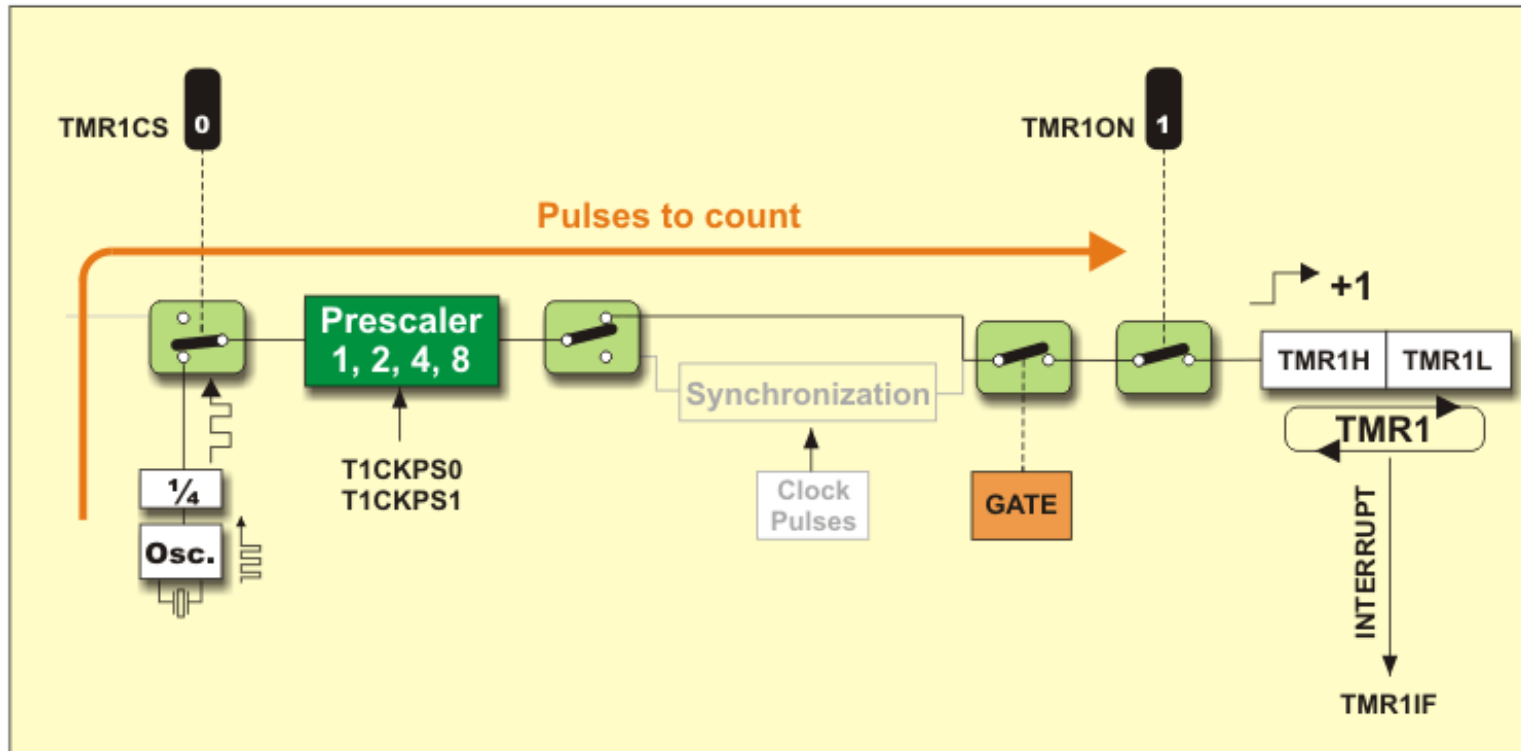 TMR1CS
0
TMR1ON
1
Pulses to count
Prescaler
1, 2, 4, 8
+1
TMR1H
TMR1L
Synchronization
TMR1
T1CKPS0
T1CKPS1
¼
Osc.
Clock
Pulses
GATE
INTERRUPT
TMR1IF